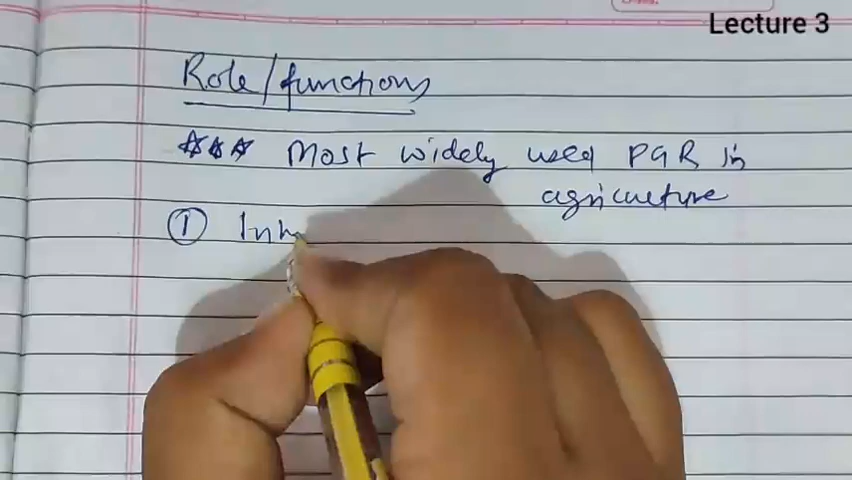 Lecture 3
Role/functions
*** Most widely used PGR in
agriculture
① Inh